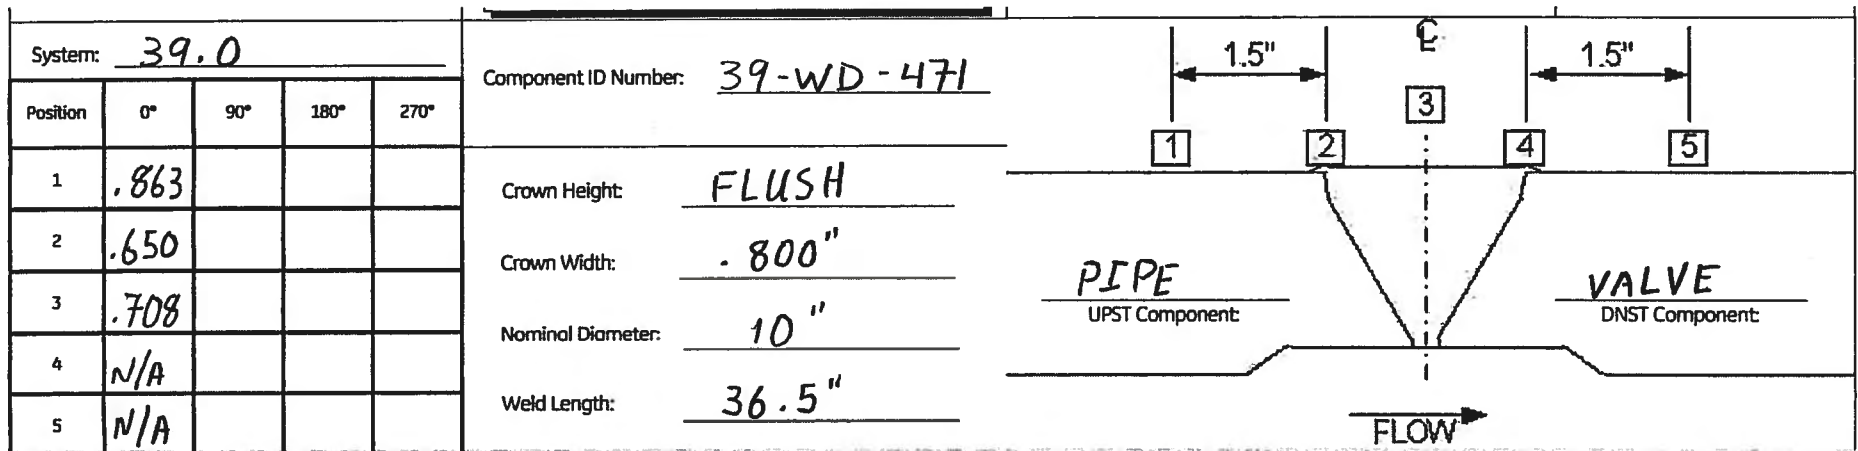 System: 39.0
Position 0° 90° 180° 270°
1 .863
2 .650
3 .708
4 N/A
5 N/A
Component ID Number: 39-WD-471
Crown Height: FLUSH
Crown Width: .800"
Nominal Diameter: 10"
Weld Length: 36.5"
1.5" ℄ 1.5"
3
1 2 4 5
PIPE
UPST Component:
VALVE
DNST Component:
FLOW